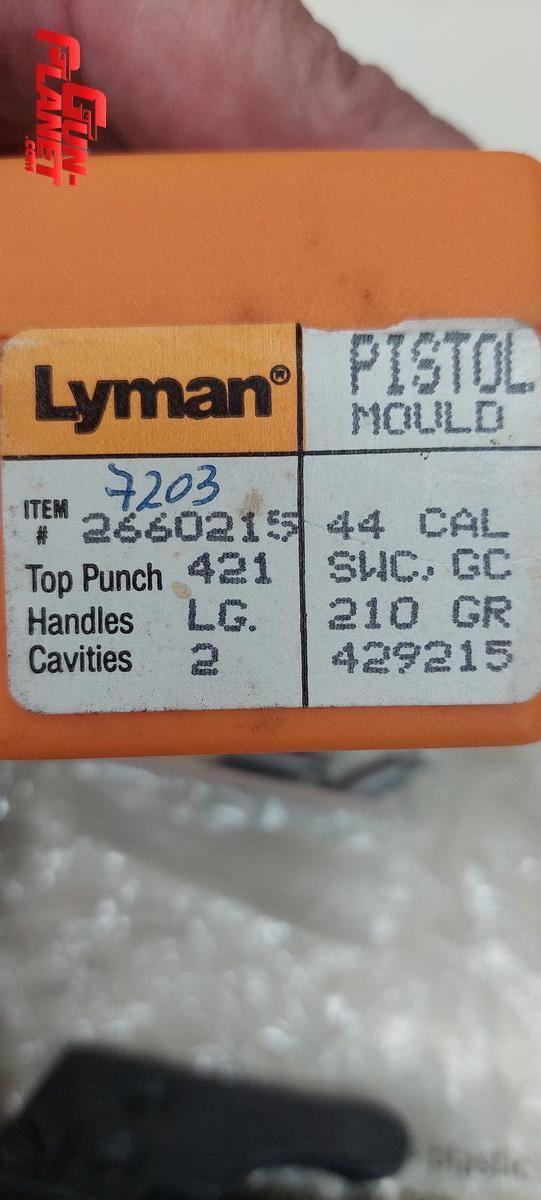 GUN-
PLANET
.COM
Lyman®
PISTOL
MOULD
7203
ITEM
# 2660215
44 CAL
Top Punch 421
SWC, GC
Handles LG.
210 GR
Cavities 2
429215